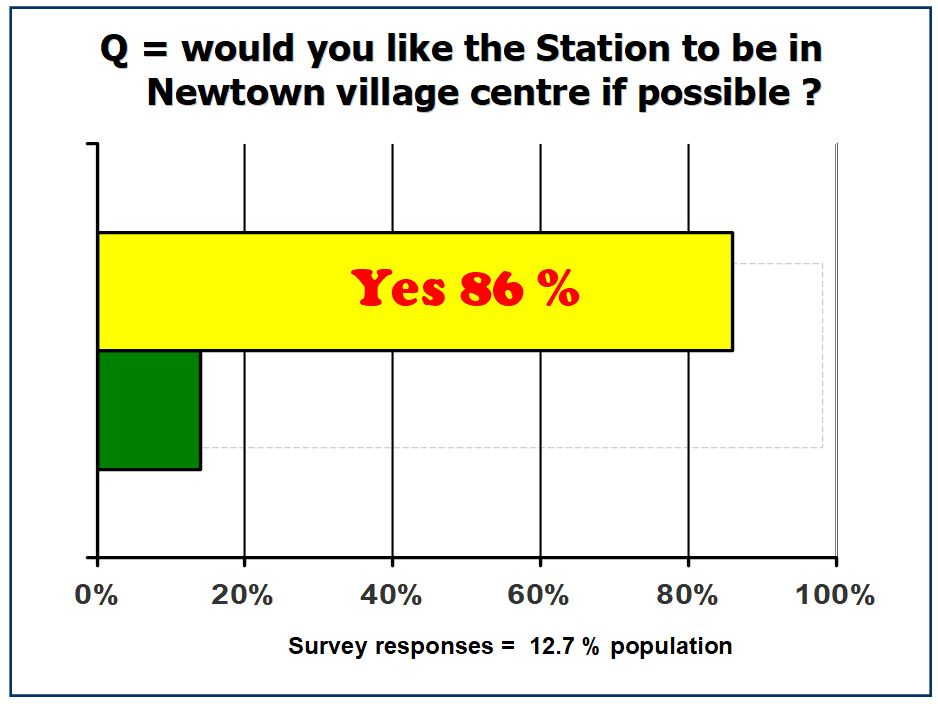 Q = would you like the Station to be in
Newtown village centre if possible ?
Yes 86 %
0% 20% 40% 60% 80% 100%
Survey responses = 12.7 % population